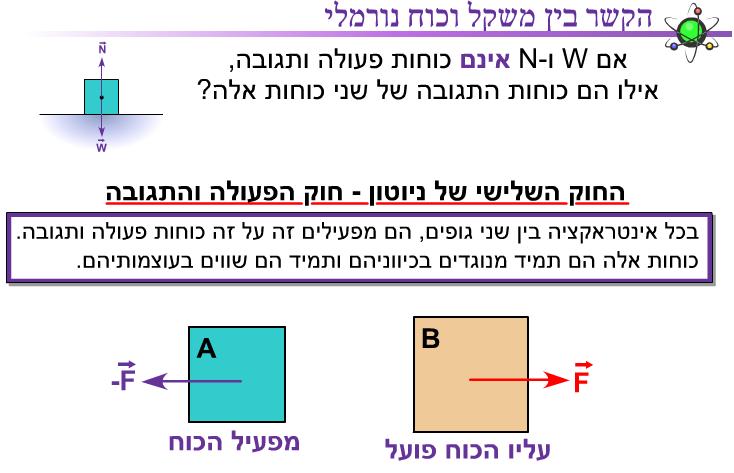 הקשר בין משקל וכוח נורמלי
אם W ו-N אינם כוחות פעולה ותגובה,
אילו הם כוחות התגובה של שני כוחות אלה?
N
W
החוק השלישי של ניוטון - חוק הפעולה והתגובה
בכל אינטראקציה בין שני גופים, הם מפעילים זה על זה כוחות פעולה ותגובה.
כוחות אלה הם תמיד מנוגדים בכיווניהם ותמיד הם שווים בעוצמותיהם.
B
A
F
-F
עליו הכוח פועל
מפעיל הכוח